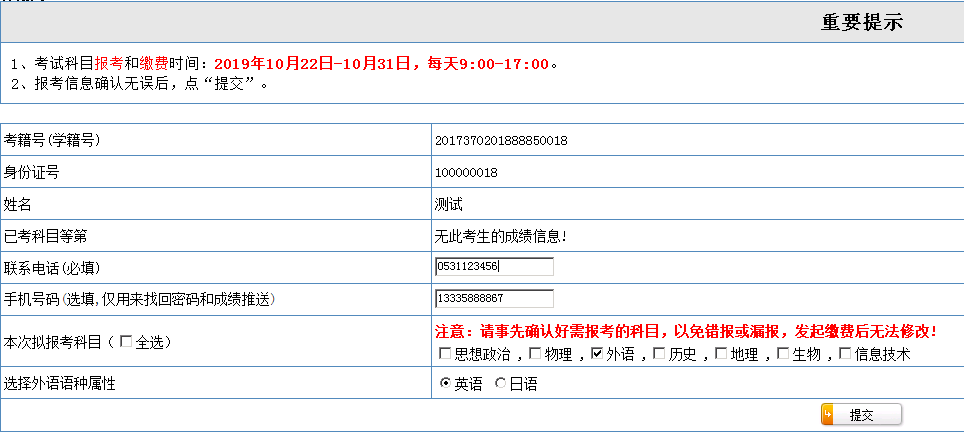 重要提示
1、考试科目报考和缴费时间：2019年10月22日-10月31日，每天9:00-17:00。
2、报考信息确认无误后，点“提交”。
考籍号(学籍号) 2017370201888850018
身份证号 100000018
姓名 测试
已考科目等第 无此考生的成绩信息!
联系电话(必填) 0531123456
手机号码(选填,仅用来找回密码和成绩推送) 13335888867
注意：请事先确认好需报考的科目，以免错报或漏报，发起缴费后无法修改！
本次拟报考科目（全选） 思想政治，物理，外语，历史，地理，生物，信息技术
选择外语语种属性 英语 日语
提交